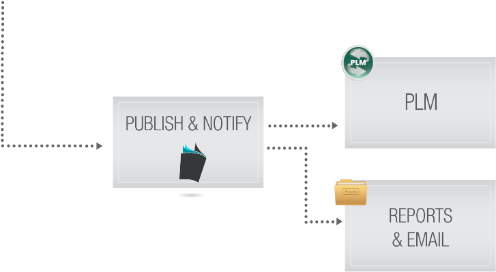 PLM
PLM
PUBLISH & NOTIFY
REPORTS
& EMAIL